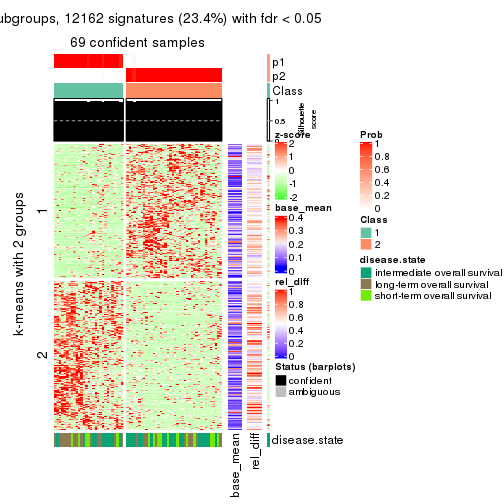 ubgroups, 12162 signatures (23.4%) with fdr < 0.05
69 confident samples
p1
p2
Class
1
0.5
0
Silhouette
score
k-means with 2 groups
1
2
z-score
2
1
0
-1
-2
base_mean
0.4
0.3
0.2
0.1
0
rel_diff
1
0.8
0.6
0.4
0.2
0
Status (barplots)
confident
ambiguous
Prob
1
0.8
0.6
0.4
0.2
0
Class
1
2
disease.state
intermediate overall survival
long-term overall survival
short-term overall survival
disease.state
base_mean
rel_diff